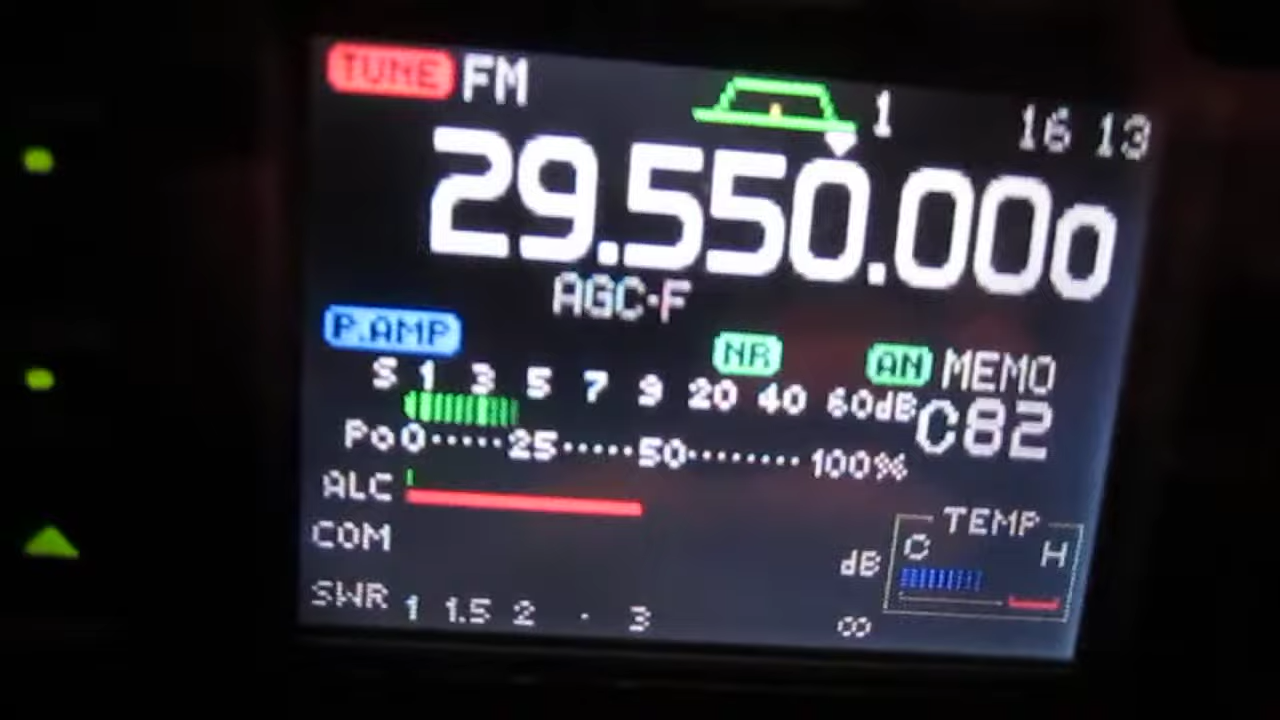 TUNE FM 1 16 13
29.550.000
AGC-F
P.AMP NR AN MEMO
S 1 3 5 7 9 20 40 60dB C82
Po 0 25 50 100%
ALC
COM dB
TEMP
C H
SWR 1 1.5 2 · 3 ∞